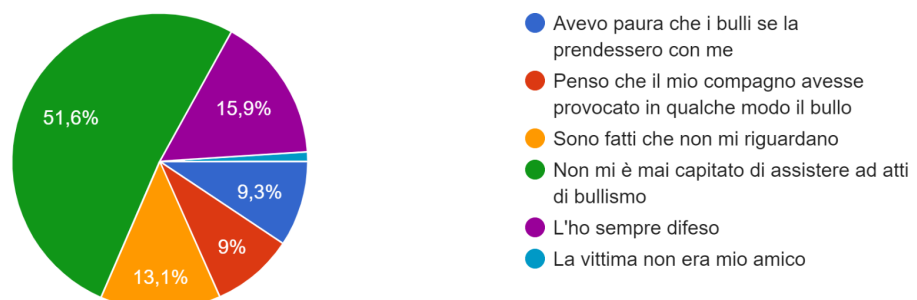 51,6%
15,9%
9,3%
9%
13,1%
Avevo paura che i bulli se la
prendessero con me
Penso che il mio compagno avesse
provocato in qualche modo il bullo
Sono fatti che non mi riguardano
Non mi è mai capitato di assistere ad atti
di bullismo
L'ho sempre difeso
La vittima non era mio amico